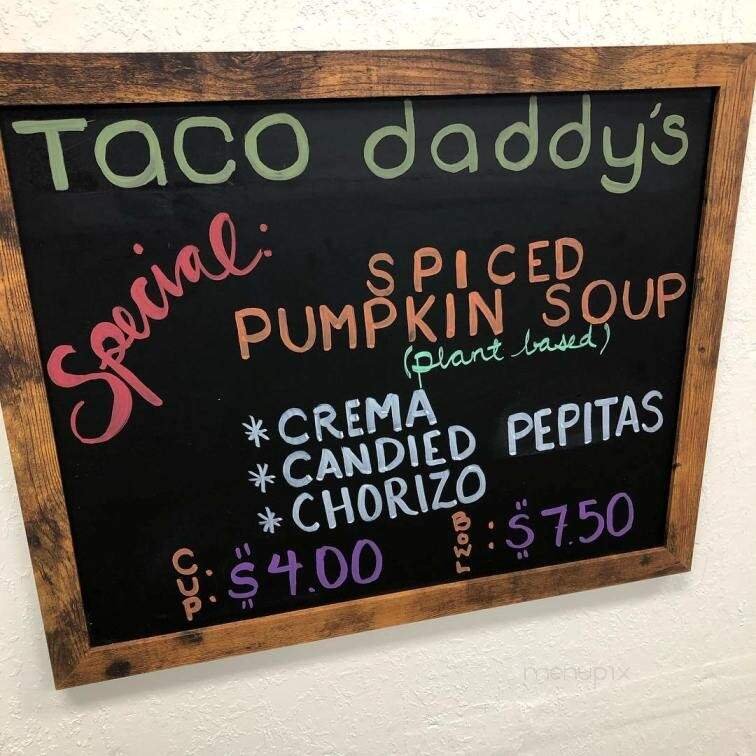 Taco daddy's
Special:
SPICED
PUMPKIN SOUP
(plant based)
* CREMA
* CANDIED PEPITAS
* CHORIZO
CUP: $4.00
BOWL: $7.50
menupix